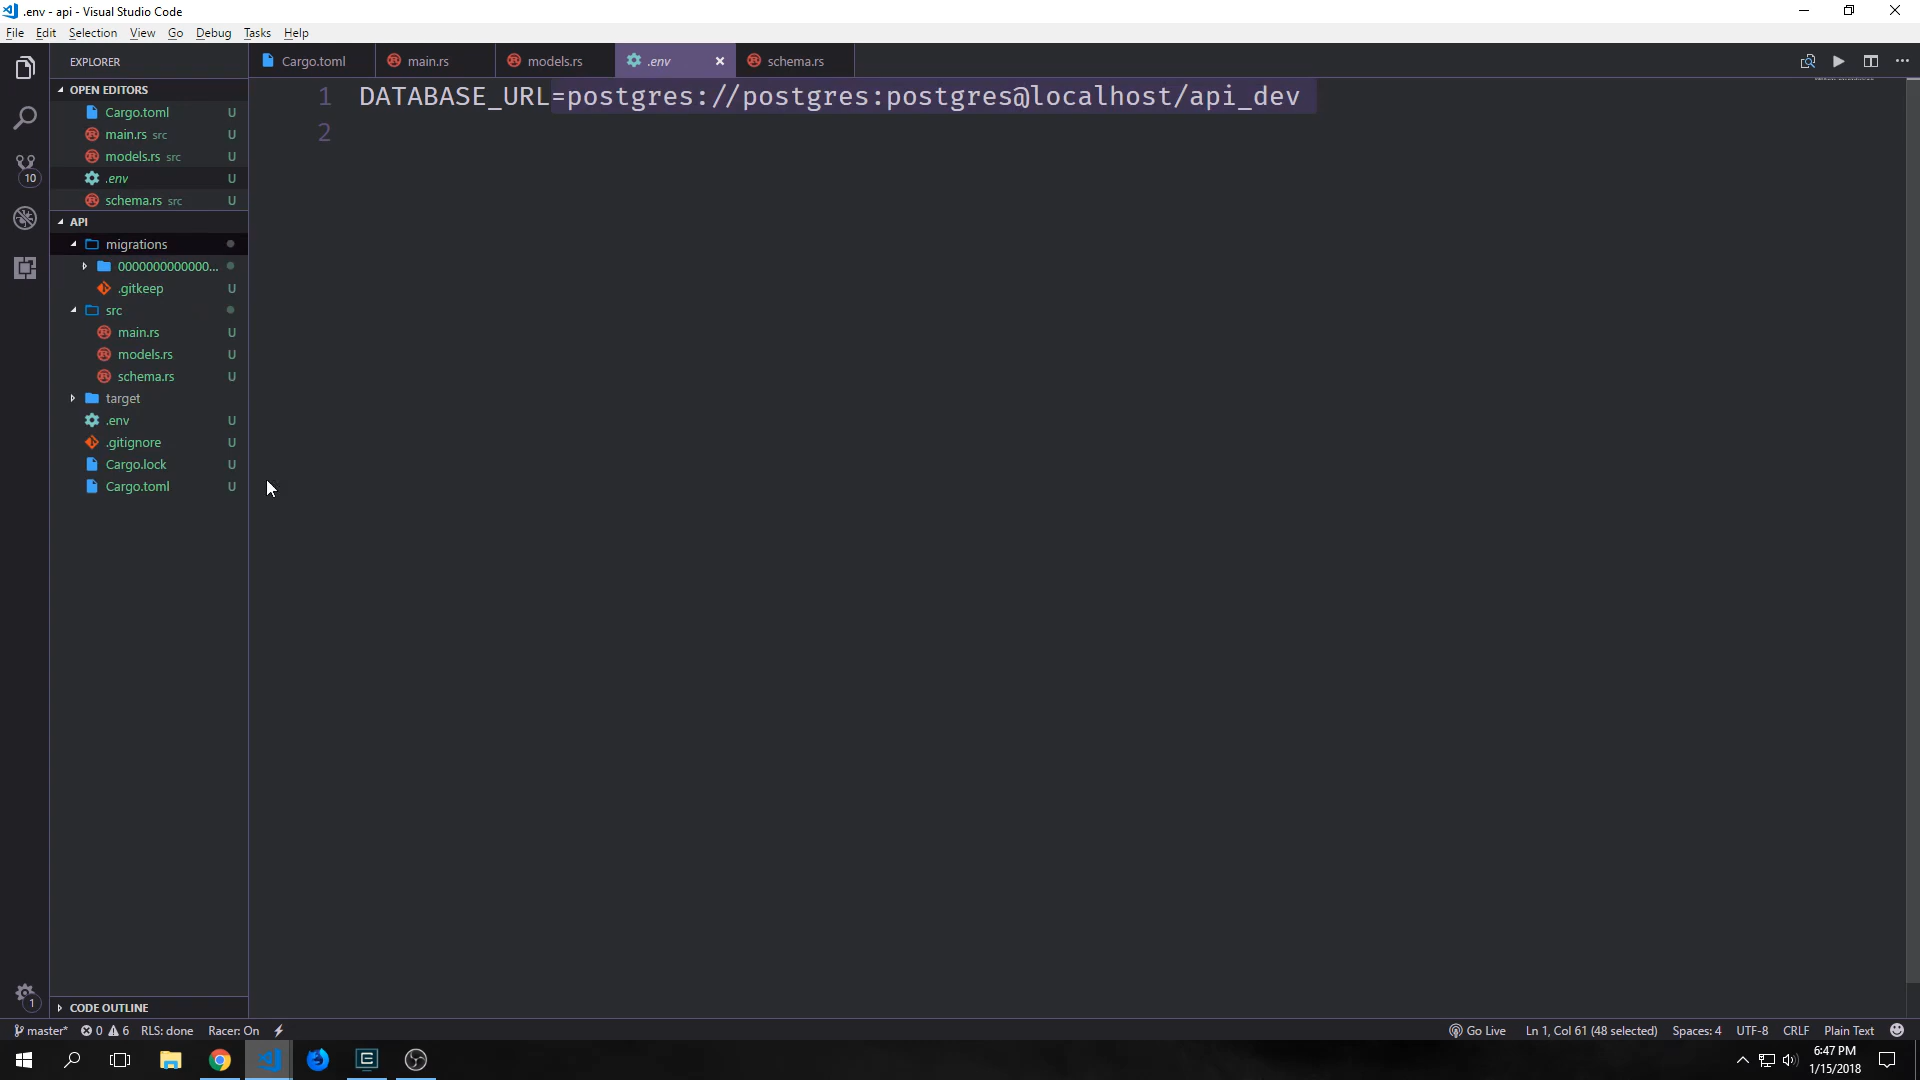 .env - api - Visual Studio Code
File Edit Selection View Go Debug Tasks Help
EXPLORER
Cargo.toml main.rs models.rs .env schema.rs
OPEN EDITORS
Cargo.toml U
main.rs src U
models.rs src U
.env U
schema.rs src U
10
API
migrations
0000000000000...
.gitkeep U
src
main.rs U
models.rs U
schema.rs U
target
.env U
.gitignore U
Cargo.lock U
Cargo.toml U
1 DATABASE_URL=postgres://postgres:postgres@localhost/api_dev
2
1
CODE OUTLINE
master* 0 6 RLS: done Racer: On Go Live Ln 1, Col 61 (48 selected) Spaces: 4 UTF-8 CRLF Plain Text
6:47 PM
1/15/2018